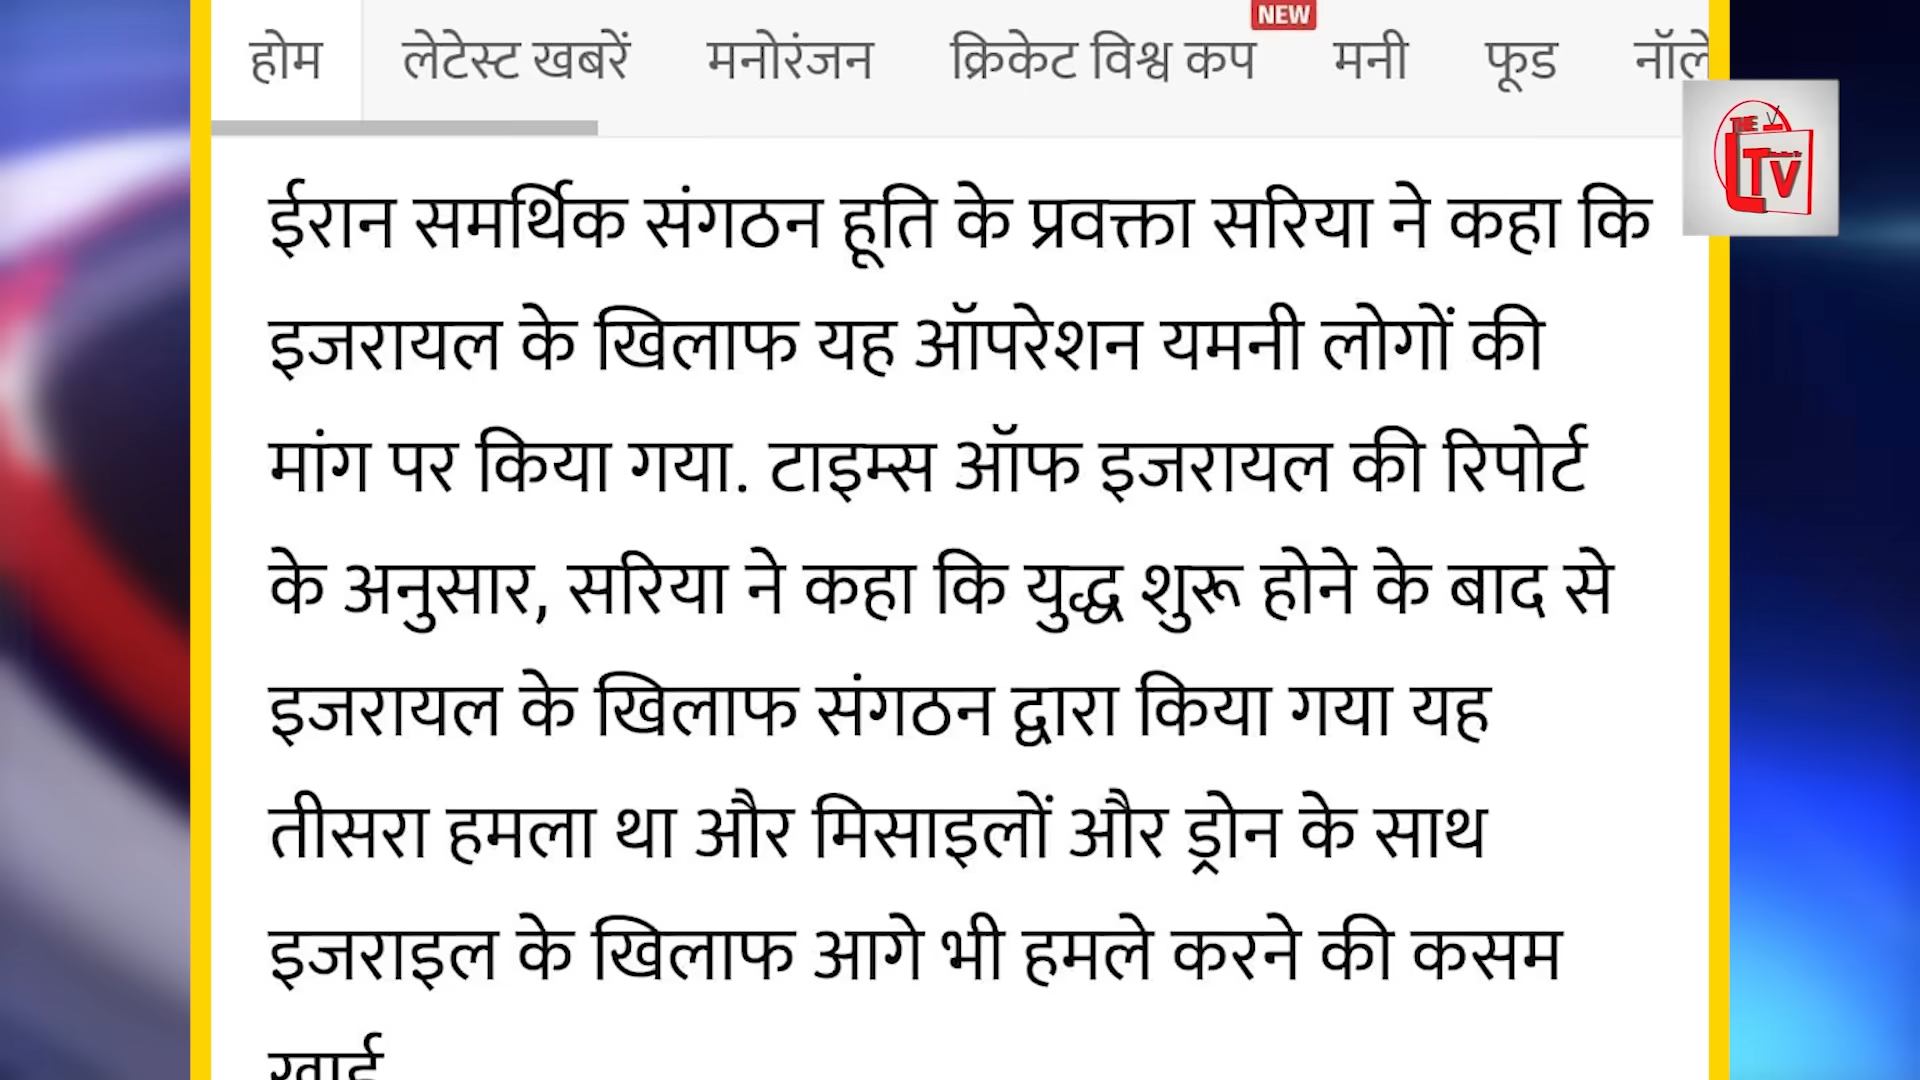 NEW
होम लेटेस्ट खबरें मनोरंजन क्रिकेट विश्व कप मनी फूड नॉले
THE
TV
ईरान समर्थिक संगठन हूति के प्रवक्ता सरिया ने कहा कि
इजरायल के खिलाफ यह ऑपरेशन यमनी लोगों की
मांग पर किया गया. टाइम्स ऑफ इजरायल की रिपोर्ट
के अनुसार, सरिया ने कहा कि युद्ध शुरू होने के बाद से
इजरायल के खिलाफ संगठन द्वारा किया गया यह
तीसरा हमला था और मिसाइलों और ड्रोन के साथ
इजराइल के खिलाफ आगे भी हमले करने की कसम
खाई